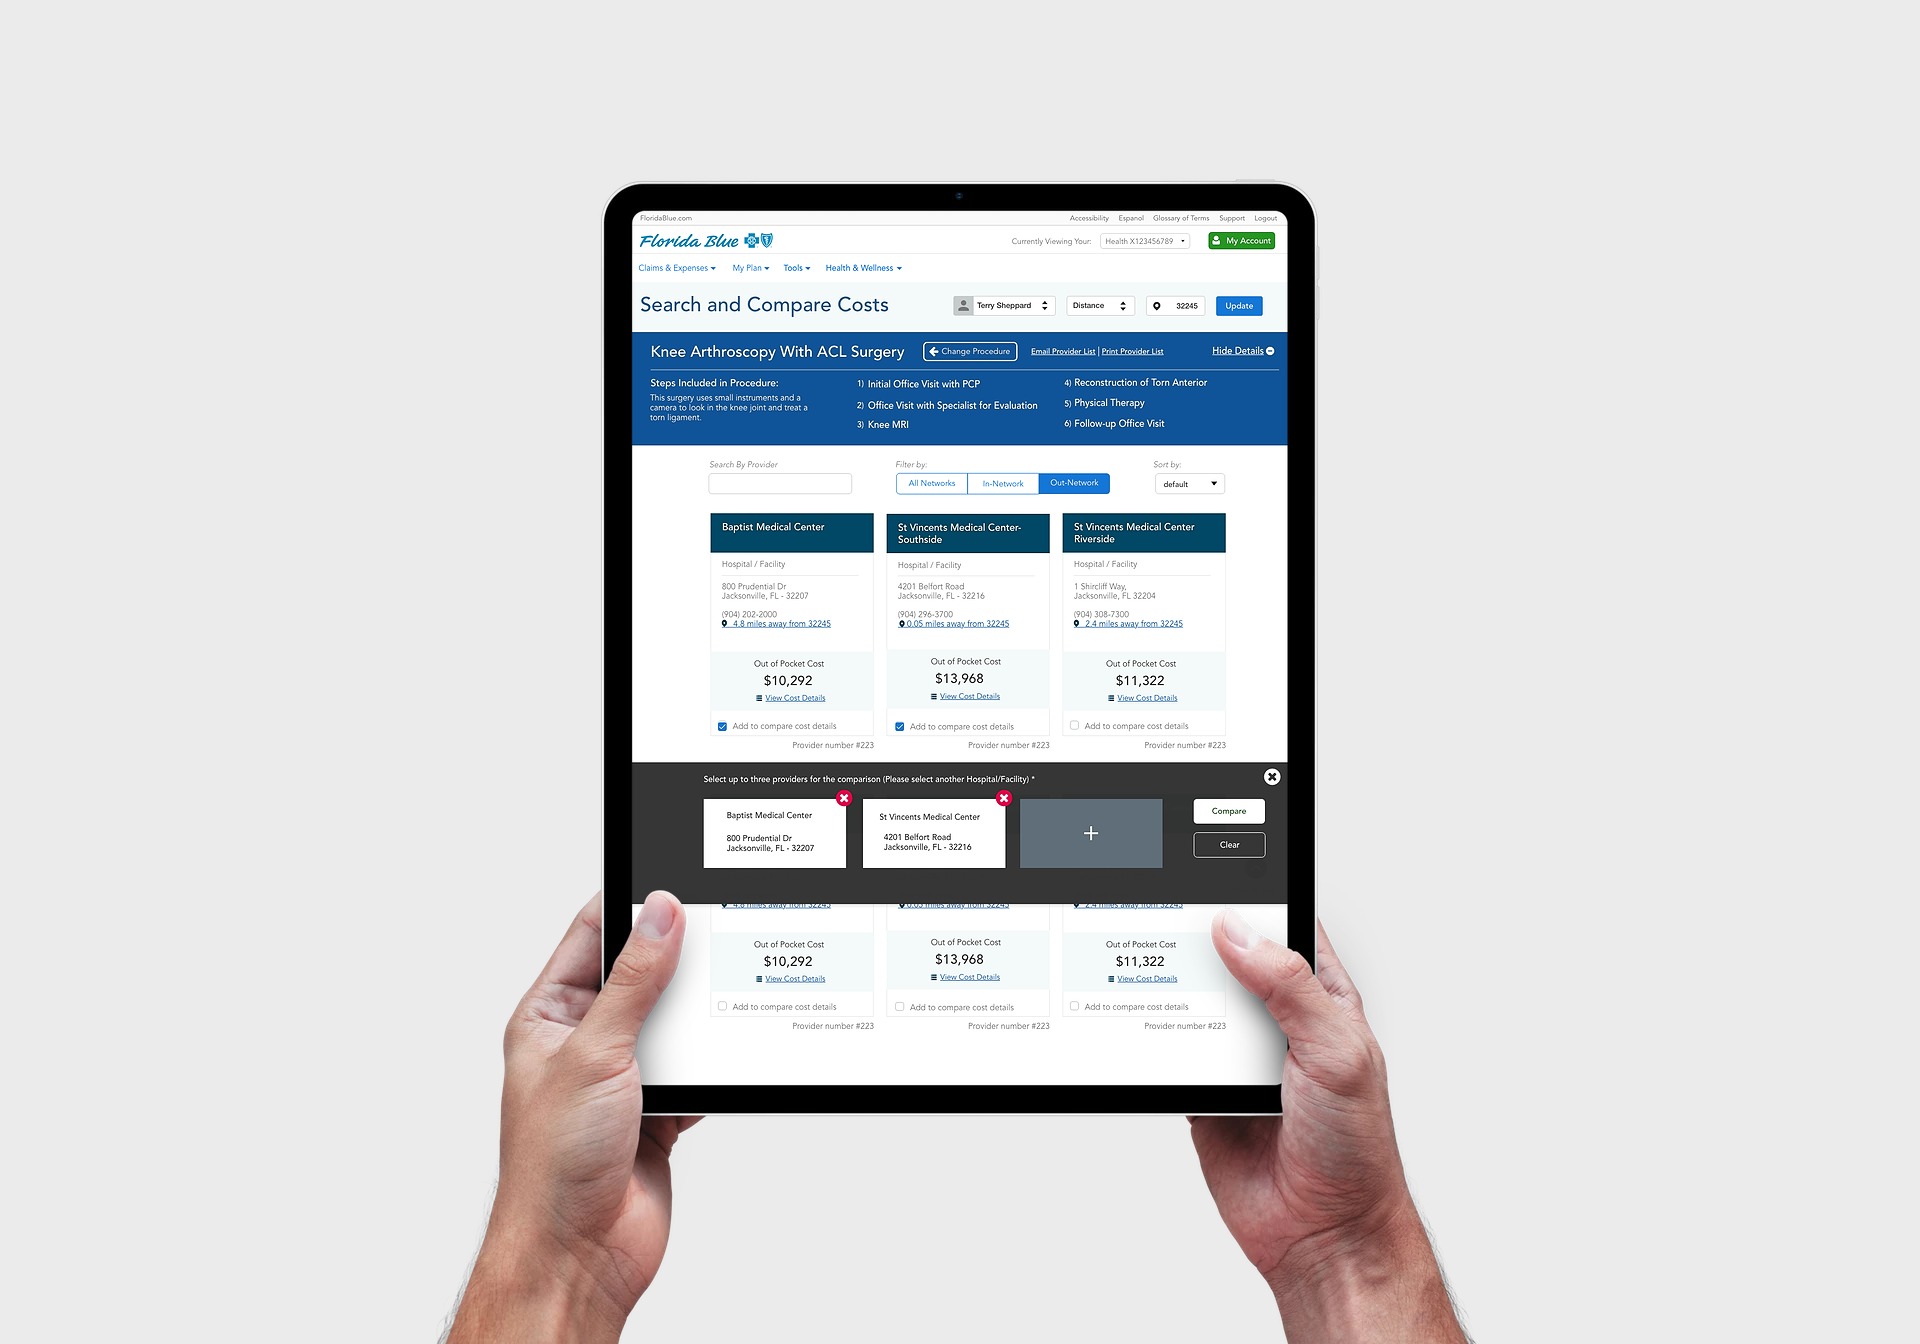 FloridaBlue.com
Accessibility Espanol Glossary of Terms Support Logout
Florida Blue
Currently Viewing Your: Health X123456789 My Account
Claims & Expenses My Plan Tools Health & Wellness
Search and Compare Costs
Terry Sheppard Distance 32245 Update
Knee Arthroscopy With ACL Surgery
Change Procedure
Email Provider List | Print Provider List
Hide Details
Steps Included in Procedure:
This surgery uses small instruments and a
camera to look in the knee joint and treat a
torn ligament.
1) Initial Office Visit with PCP
2) Office Visit with Specialist for Evaluation
3) Knee MRI
4) Reconstruction of Torn Anterior
5) Physical Therapy
6) Follow-up Office Visit
Search By Provider
Filter by:
All Networks In-Network Out-Network
Sort by:
default
Baptist Medical Center
Hospital / Facility
800 Prudential Dr
Jacksonville, FL - 32207
(904) 202-2000
4.8 miles away from 32245
Out of Pocket Cost
$10,292
View Cost Details
Add to compare cost details
Provider number #223
St Vincents Medical Center-
Southside
Hospital / Facility
4201 Belfort Road
Jacksonville, FL - 32216
(904) 296-3700
0.05 miles away from 32245
Out of Pocket Cost
$13,968
View Cost Details
Add to compare cost details
Provider number #223
St Vincents Medical Center
Riverside
Hospital / Facility
1 Shircliff Way,
Jacksonville, FL 32204
(904) 308-7300
2.4 miles away from 32245
Out of Pocket Cost
$11,322
View Cost Details
Add to compare cost details
Provider number #223
Select up to three providers for the comparison (Please select another Hospital/Facility) *
Baptist Medical Center
800 Prudential Dr
Jacksonville, FL - 32207
St Vincents Medical Center
4201 Belfort Road
Jacksonville, FL - 32216
+
Compare
Clear
4.8 miles away from 32245
Out of Pocket Cost
$10,292
View Cost Details
Add to compare cost details
Provider number #223
0.05 miles away from 32245
Out of Pocket Cost
$13,968
View Cost Details
Add to compare cost details
Provider number #223
2.4 miles away from 32245
Out of Pocket Cost
$11,322
View Cost Details
Add to compare cost details
Provider number #223